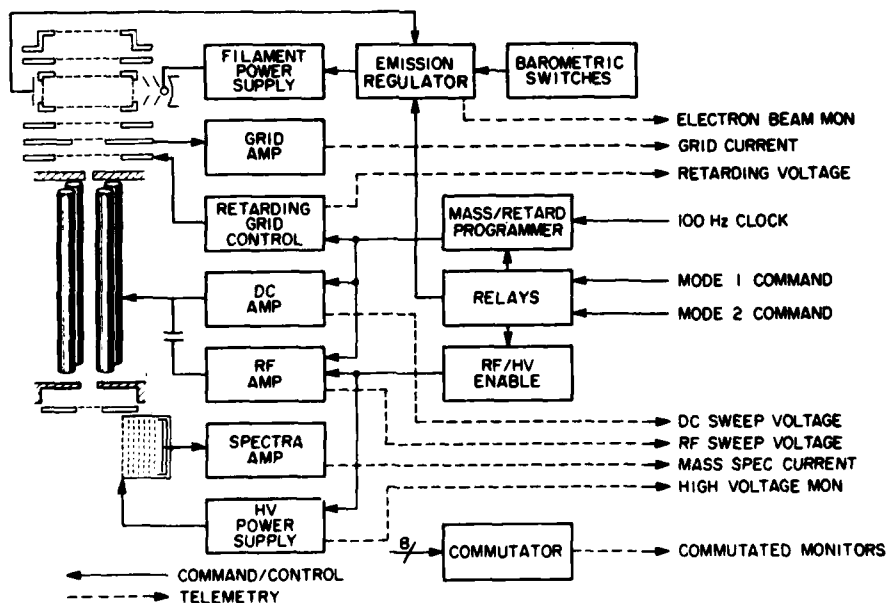 FILAMENT
POWER
SUPPLY
EMISSION
REGULATOR
BAROMETRIC
SWITCHES
ELECTRON BEAM MON
GRID
AMP
GRID CURRENT
RETARDING VOLTAGE
RETARDING
GRID
CONTROL
MASS/RETARD
PROGRAMMER
100 Hz CLOCK
DC
AMP
RELAYS
MODE 1 COMMAND
MODE 2 COMMAND
RF
AMP
RF/HV
ENABLE
DC SWEEP VOLTAGE
RF SWEEP VOLTAGE
SPECTRA
AMP
MASS SPEC CURRENT
HIGH VOLTAGE MON
HV
POWER
SUPPLY
8
COMMUTATOR
COMMUTATED MONITORS
COMMAND/CONTROL
TELEMETRY